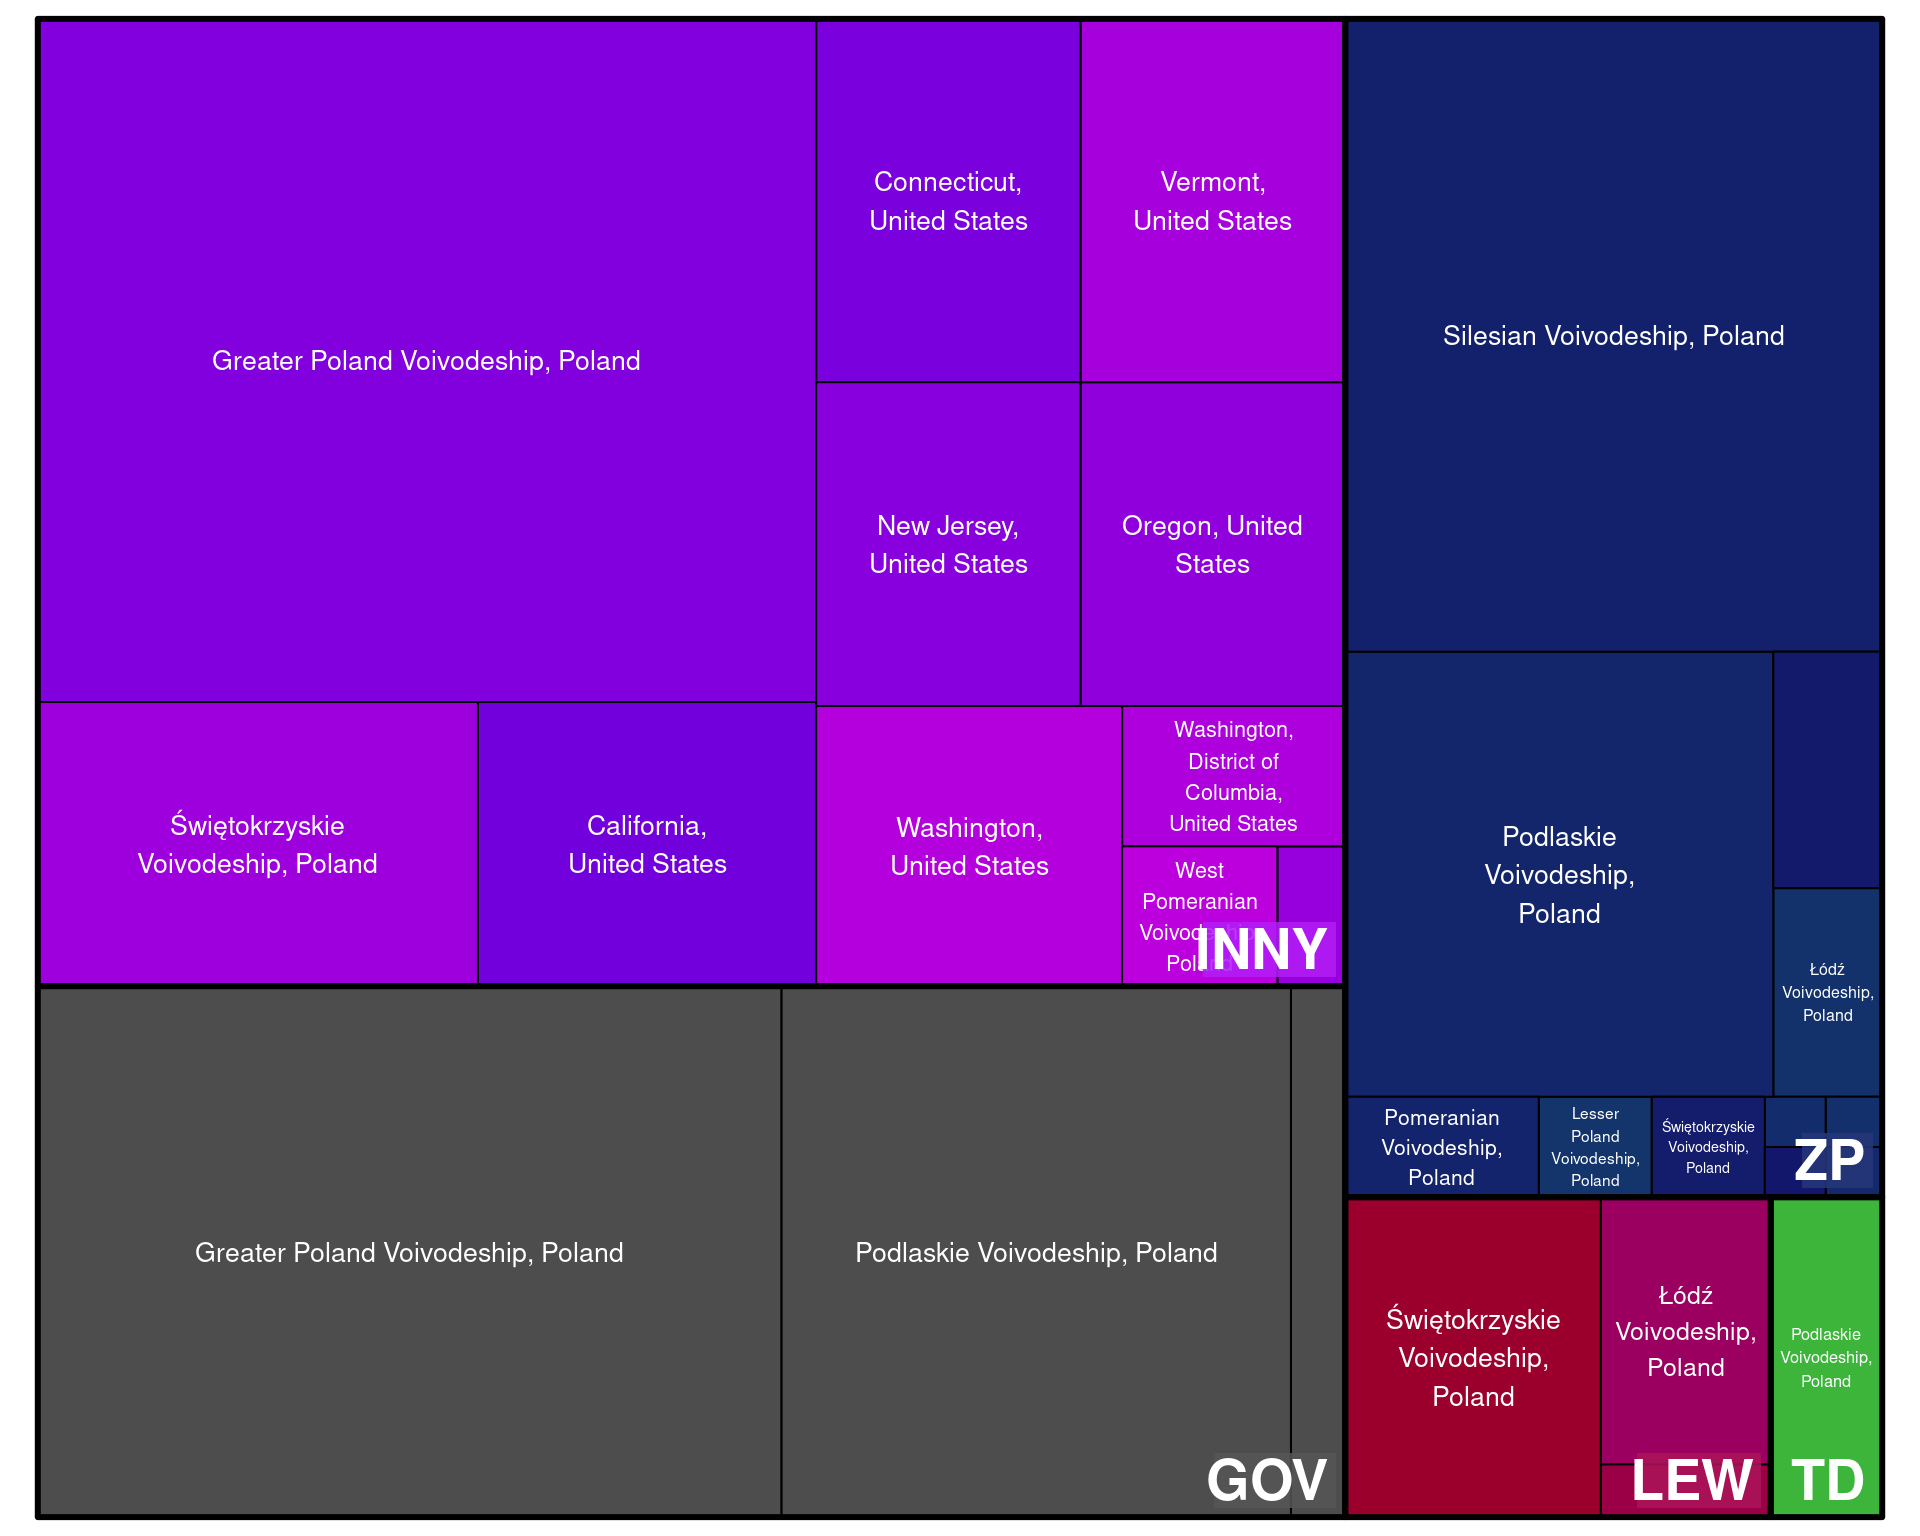 Greater Poland Voivodeship, Poland
Connecticut,
United States
Vermont,
United States
New Jersey,
United States
Oregon, United
States
Świętokrzyskie
Voivodeship, Poland
California,
United States
Washington,
United States
Washington,
District of
Columbia,
United States
West
Pomeranian
INNY
Greater Poland Voivodeship, Poland
Podlaskie Voivodeship, Poland
GOV
Silesian Voivodeship, Poland
Podlaskie
Voivodeship,
Poland
Łódź
Voivodeship,
Poland
Pomeranian
Voivodeship,
Poland
Lesser
Poland
Voivodeship,
Poland
Świętokrzyskie
Voivodeship,
Poland
ZP
Świętokrzyskie
Voivodeship,
Poland
Łódź
Voivodeship,
Poland
LEW
Podlaskie
Voivodeship,
Poland
TD